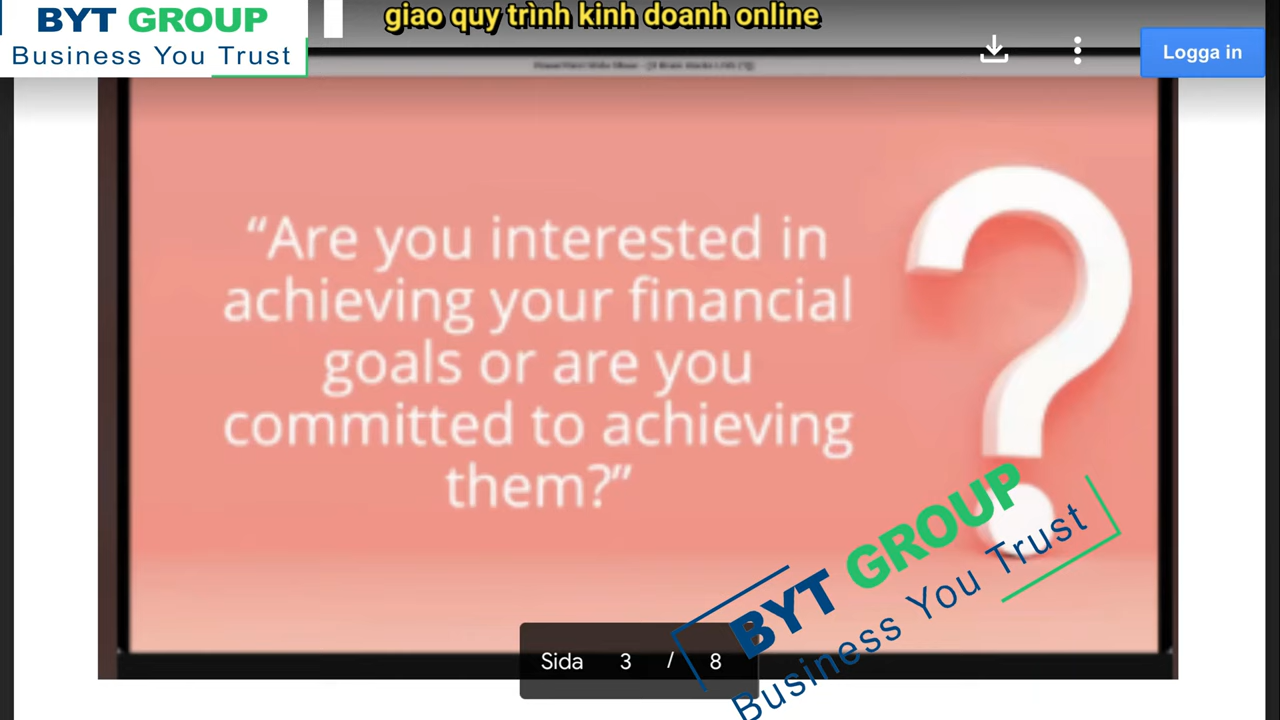 BYT GROUP
Business You Trust
giao quy trình kinh doanh online
Logga in
“Are you interested in
achieving your financial
goals or are you
committed to achieving
them?”
BYT GROUP
Business You Trust
Sida 3 / 8